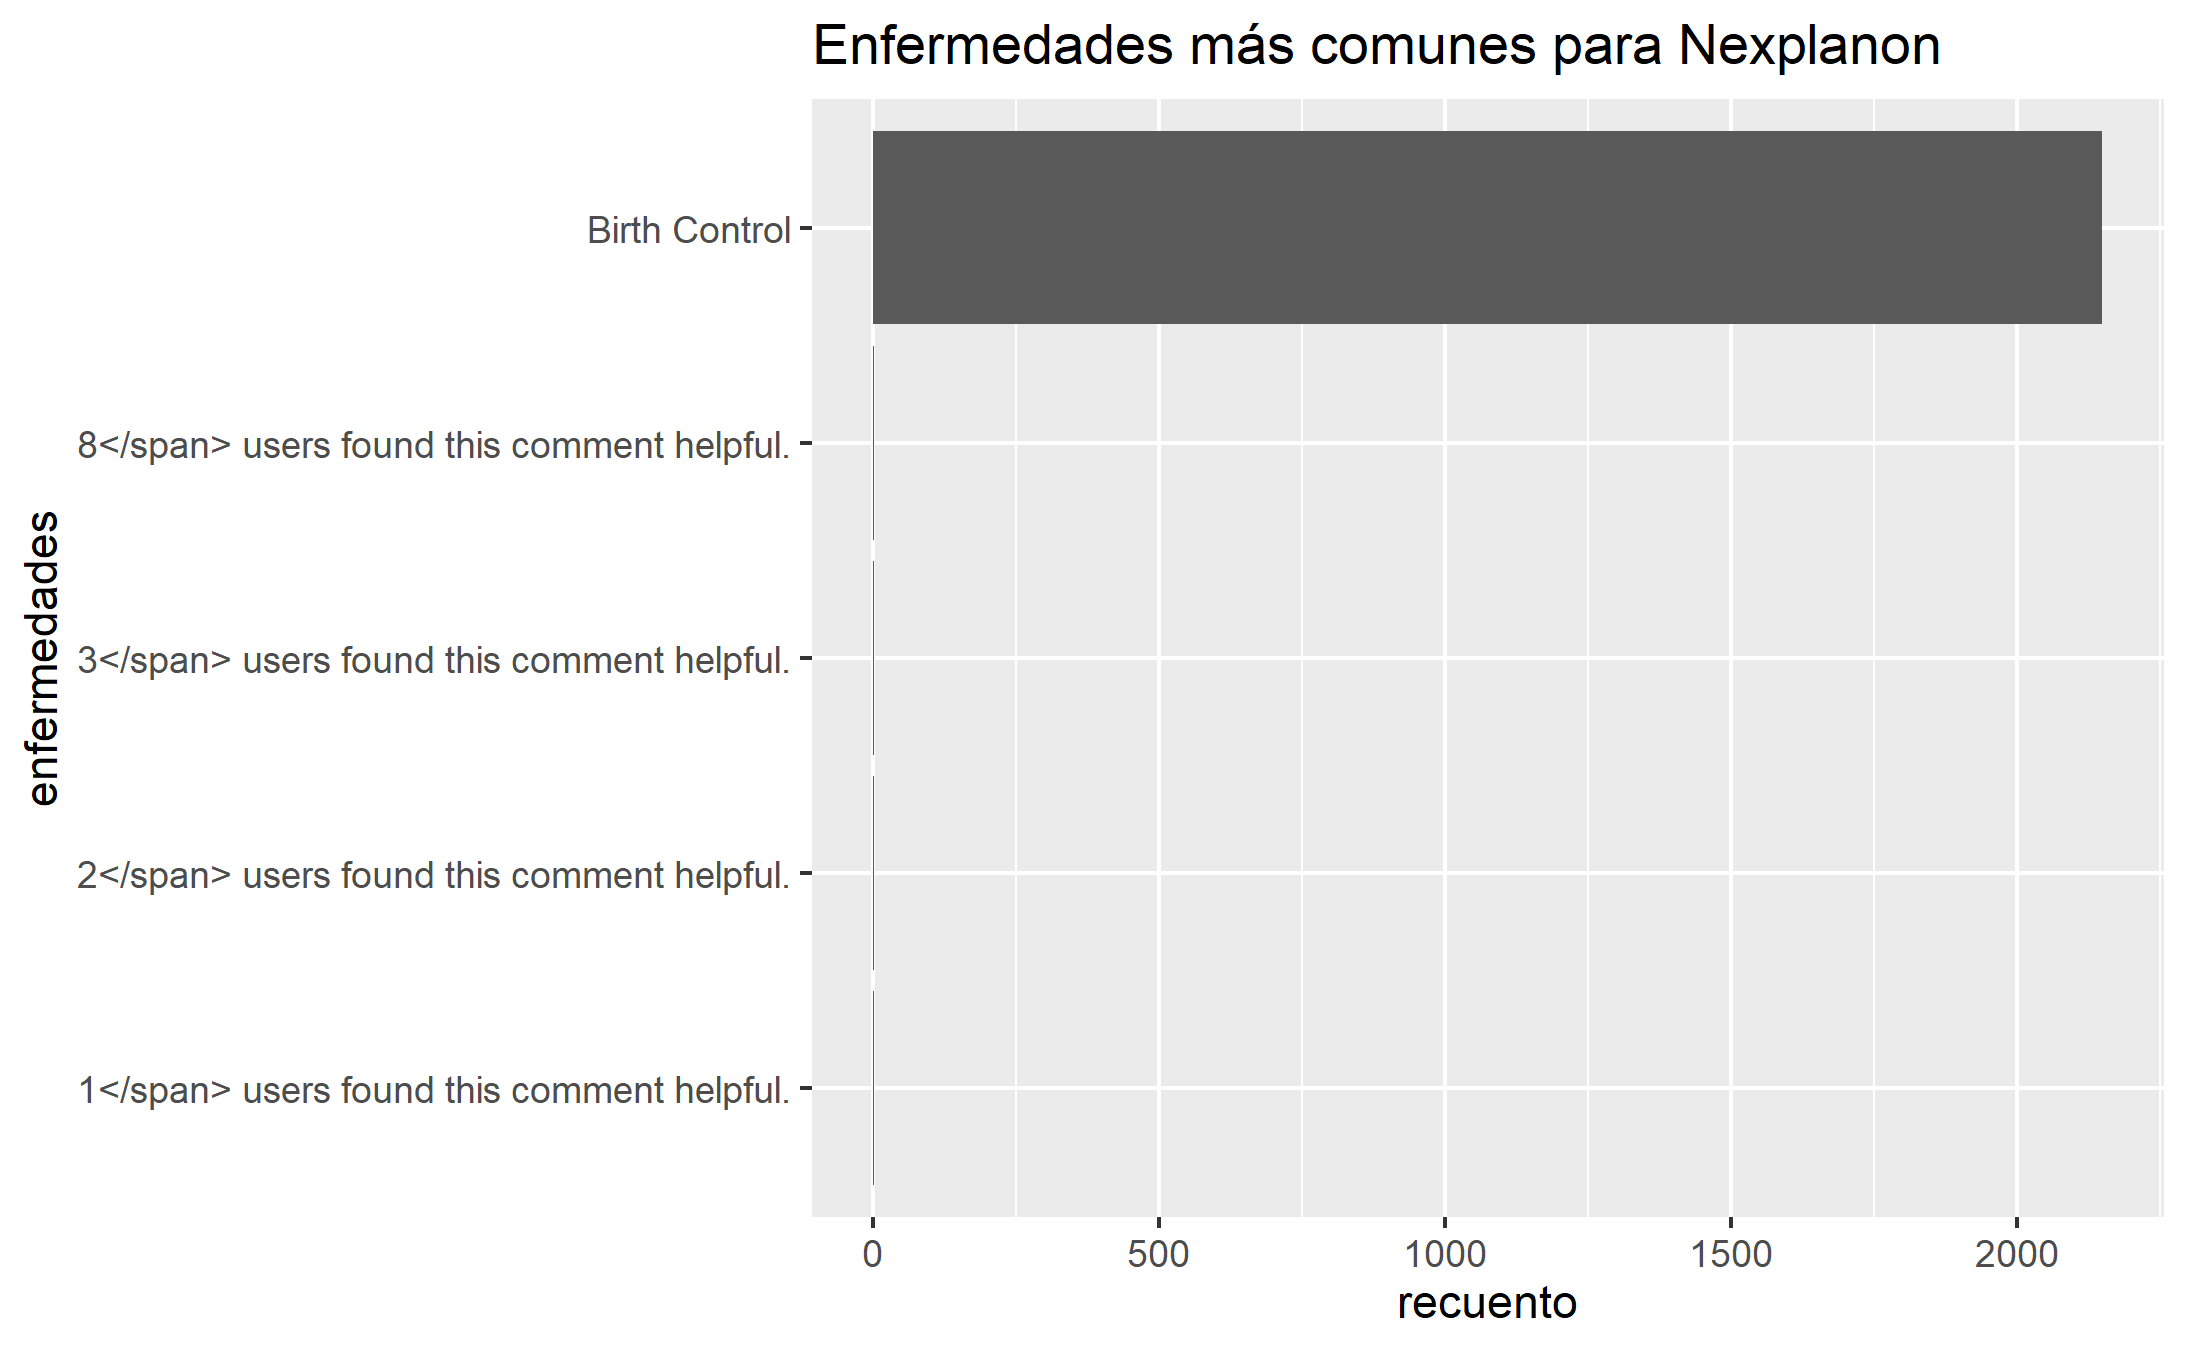 Enfermedades más comunes para Nexplanon
enfermedades
Birth Control
8</span> users found this comment helpful.
3</span> users found this comment helpful.
2</span> users found this comment helpful.
1</span> users found this comment helpful.
0 500 1000 1500 2000
recuento